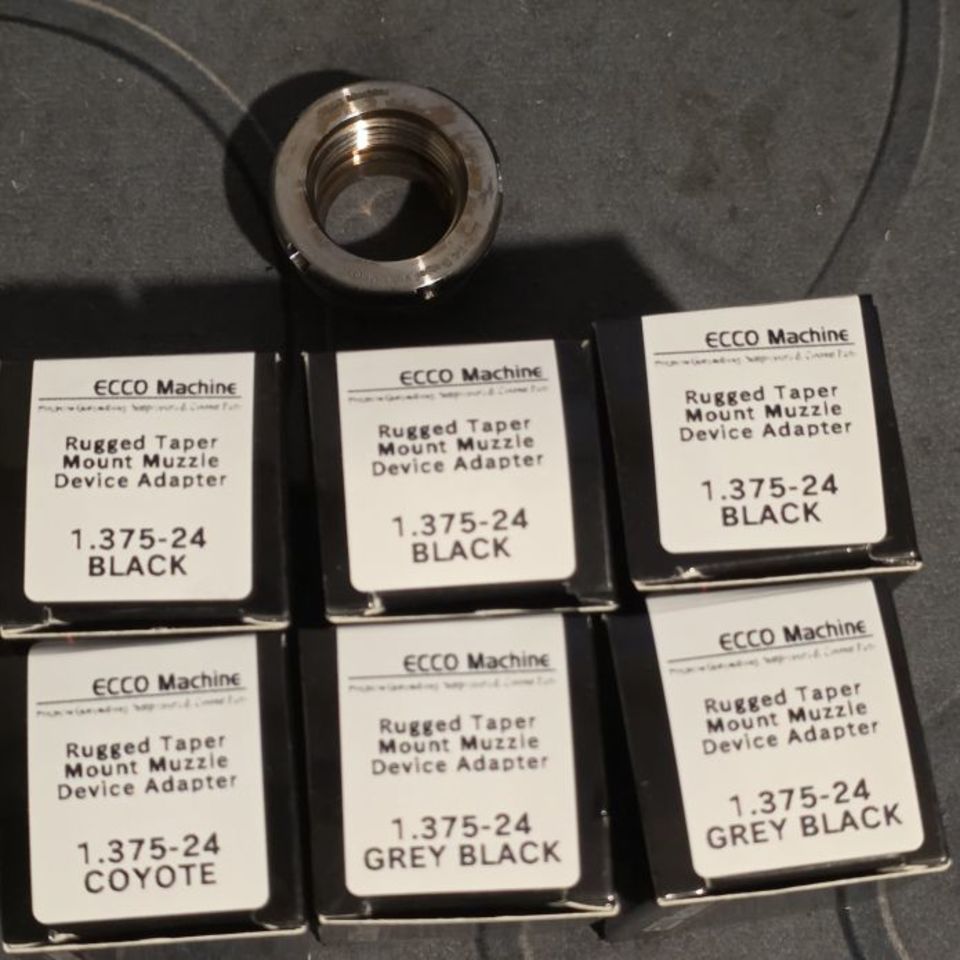 ECCO Machine
Rugged Taper
Mount Muzzle
Device Adapter
1.375-24
BLACK
ECCO Machine
Rugged Taper
Mount Muzzle
Device Adapter
1.375-24
BLACK
ECCO Machine
Rugged Taper
Mount Muzzle
Device Adapter
1.375-24
BLACK
ECCO Machine
Rugged Taper
Mount Muzzle
Device Adapter
1.375-24
COYOTE
ECCO Machine
Rugged Taper
Mount Muzzle
Device Adapter
1.375-24
GREY BLACK
ECCO Machine
Rugged Taper
Mount Muzzle
Device Adapter
1.375-24
GREY BLACK